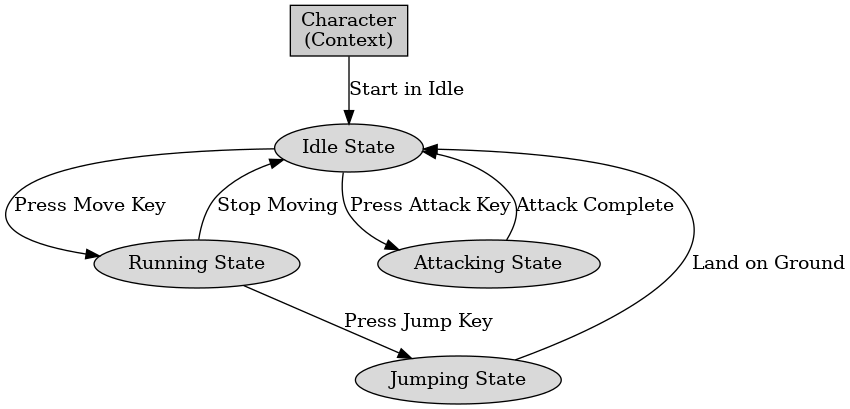 Character
(Context)
Start in Idle
Idle State
Press Move Key
Stop Moving
Press Attack Key
Attack Complete
Running State
Attacking State
Land on Ground
Press Jump Key
Jumping State